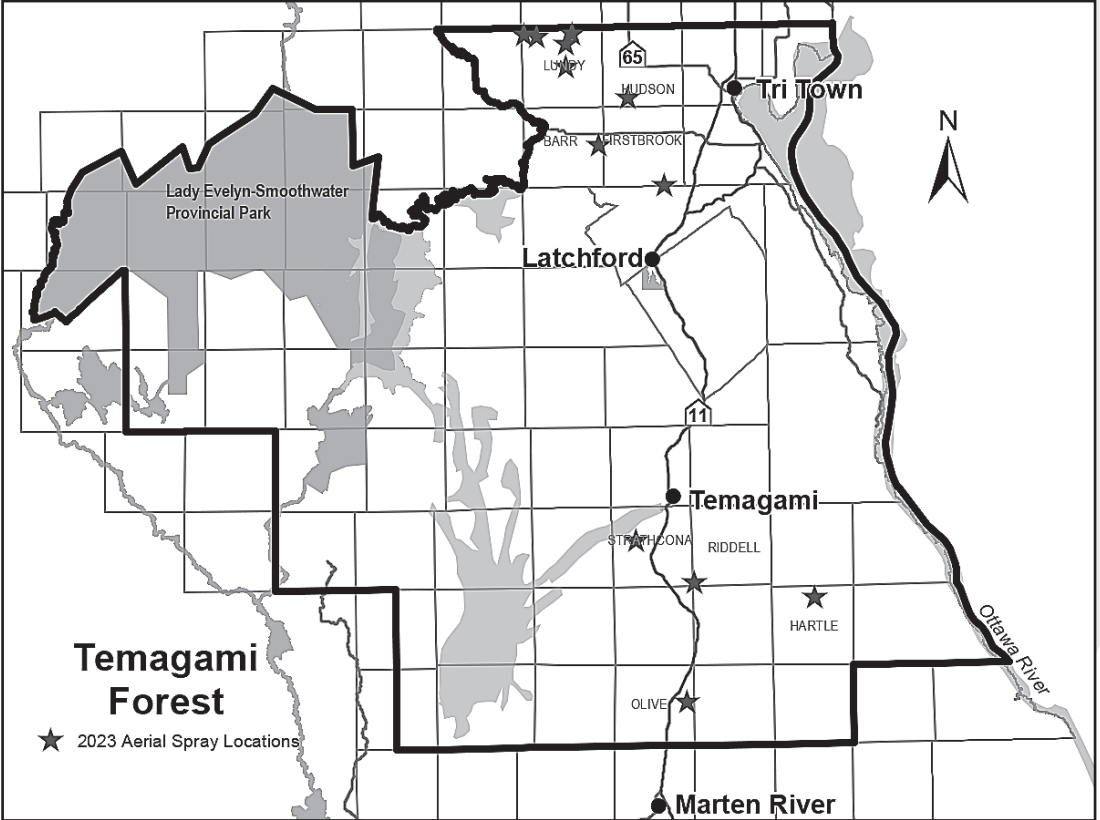 65
LUNDY
HUDSON
Tri Town
BARR
FIRSTBROOK
N
Lady Evelyn-Smoothwater
Provincial Park
Latchford
11
Temagami
STRATHCONA
RIDDELL
HARTLE
Ottawa River
OLIVE
Temagami
Forest
2023 Aerial Spray Locations
Marten River